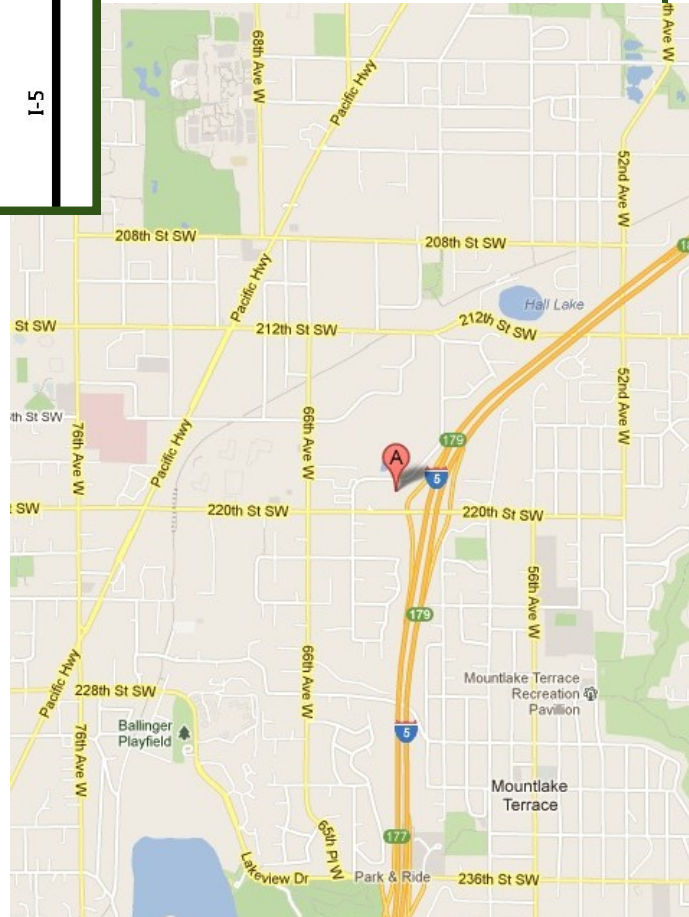 I-5
68th Ave W
Pacific Hwy
th Ave W
52nd Ave W
208th St SW
208th St SW
Pacific Hwy
Hall Lake
St SW
212th St SW
212th St SW
th St SW
76th Ave W
Pacific Hwy
66th Ave W
52nd Ave W
179
A
5
SW
220th St SW
220th St SW
56th Ave W
179
66th Ave W
Pacific Hwy
228th St SW
76th Ave W
Ballinger
Playfield
Mountlake Terrace
Recreation
Pavillion
5
Mountlake
Terrace
65th Pl W
177
Lakeview Dr
Park & Ride
236th St SW